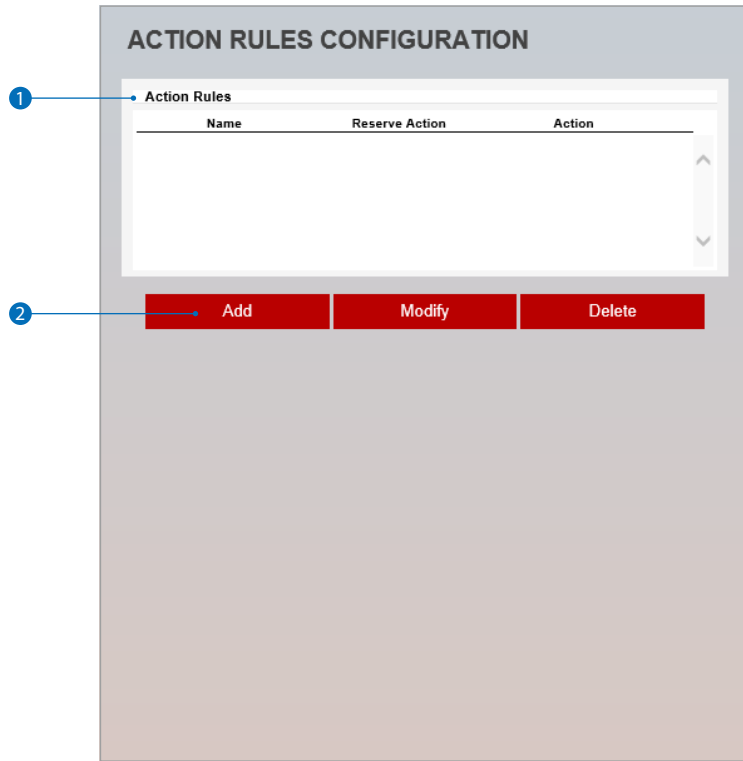 ACTION RULES CONFIGURATION
1
Action Rules
Name Reserve Action Action
2
Add Modify Delete